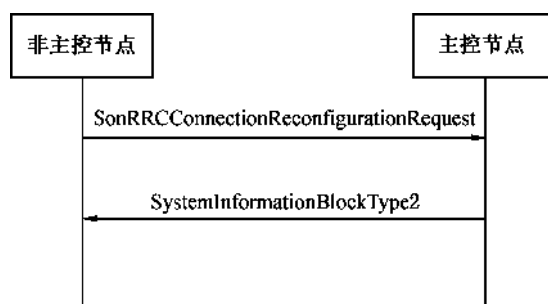 非主控节点
主控节点
SonRRCConnectionReconfigurationRequest
SystemInformationBlockType2